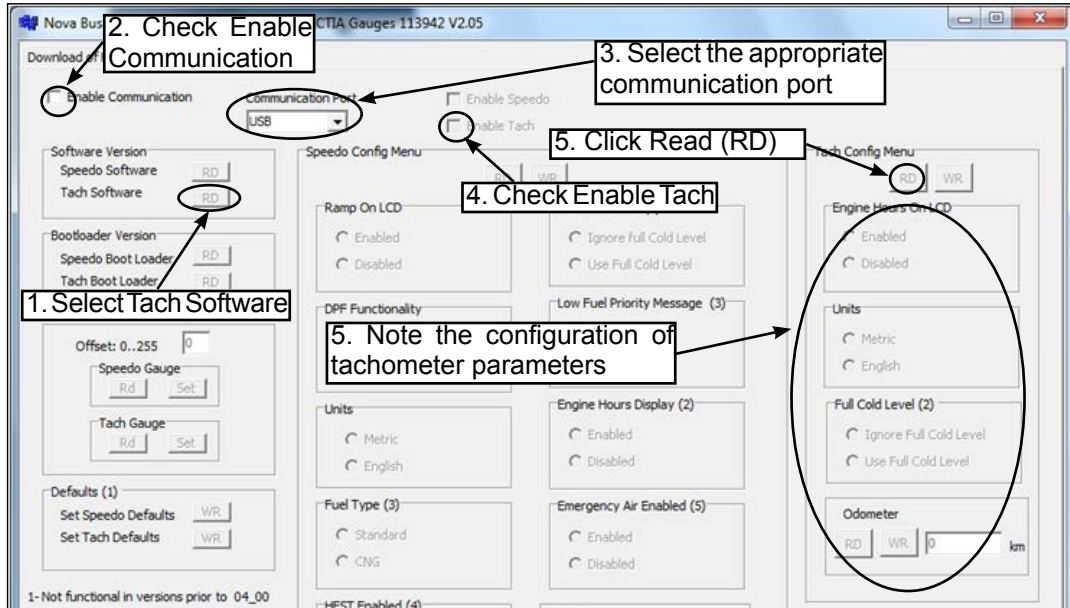 Nova Bus
CTIA Gauges 113942 V2.05
Download of
2. Check Enable
Communication
3. Select the appropriate
communication port
Enable Communication
Communication Port
USB
Enable Speedo
Enable Tach
5. Click Read (RD)
4. Check Enable Tach
Software Version
Speedo Software RD
Tach Software RD
Bootloader Version
Speedo Boot Loader RD
Tach Boot Loader RD
1. Select Tach Software
Offset: 0..255 0
Speedo Gauge
Rd Set
Tach Gauge
Rd Set
Defaults (1)
Set Speedo Defaults WR
Set Tach Defaults WR
1- Not functional in versions prior to 04_00
Speedo Config Menu
WR
Ramp On LCD
Enabled
Disabled
DPF Functionality
5. Note the configuration of
tachometer parameters
Units
Metric
English
Fuel Type (3)
Standard
CNG
HEST Enabled (4)
Ignore full Cold Level
Use Full Cold Level
Low Fuel Priority Message (3)
Engine Hours Display (2)
Enabled
Disabled
Emergency Air Enabled (5)
Enabled
Disabled
Tach Config Menu
RD WR
Engine Hours On LCD
Enabled
Disabled
Units
Metric
English
Full Cold Level (2)
Ignore Full Cold Level
Use Full Cold Level
Odometer
RD WR 0 km